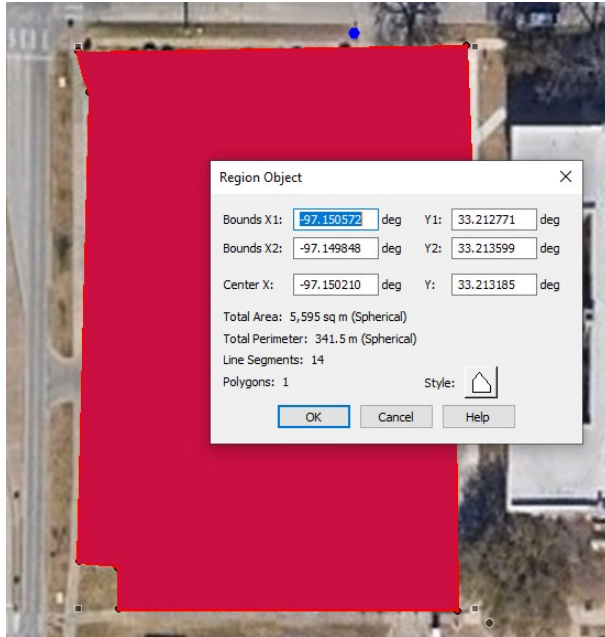 Region Object
Bounds X1: -97.150572 deg Y1: 33.212771 deg
Bounds X2: -97.149848 deg Y2: 33.213599 deg
Center X: -97.150210 deg Y: 33.213185 deg
Total Area: 5,595 sq m (Spherical)
Total Perimeter: 341.5 m (Spherical)
Line Segments: 14
Polygons: 1 Style:
OK Cancel Help